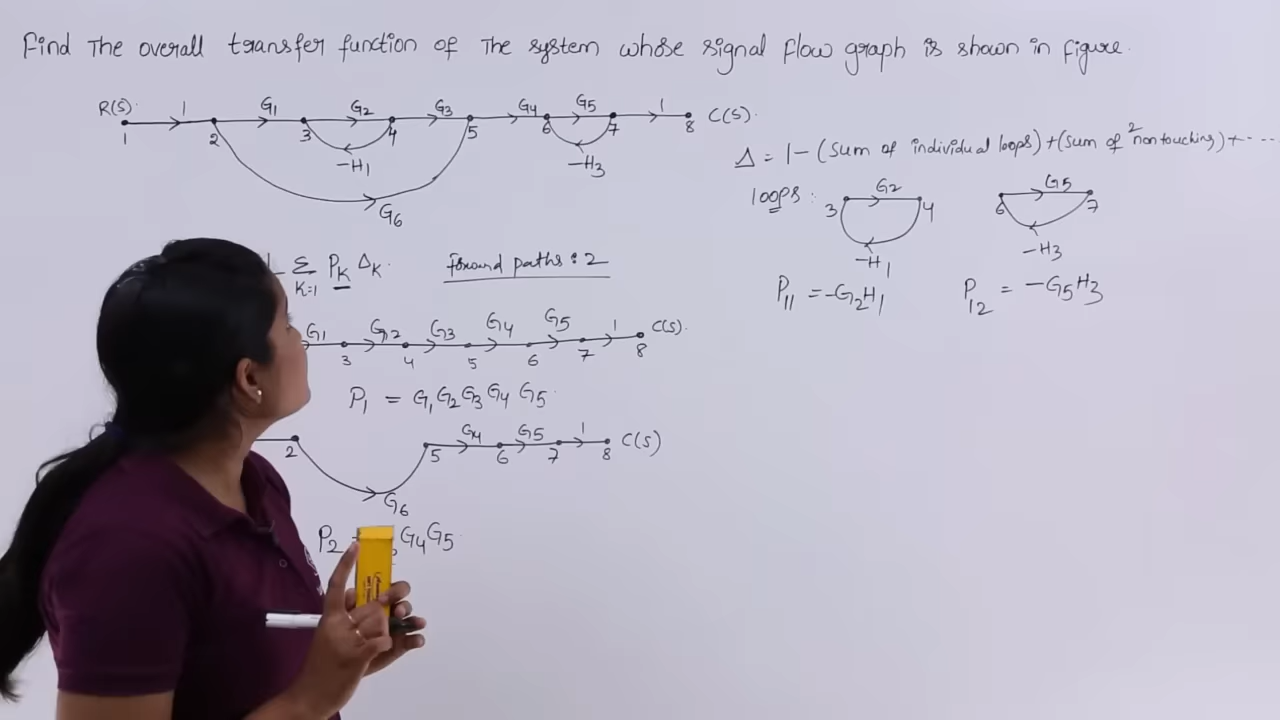 Find The overall transfer function of The system whose signal flow graph is shown in figure.
R(S). 1 G1 G2 G3 G4 G5 1 C(S).
1 2 3 4 5 6 7 8
-H1 -H3
G6
Δ = 1 - (sum of individual loops) + (sum of 2 nontouching) + ----
loops : 3 G2 4 6 G5 7
-H1 -H3
P11 = -G2H1 P12 = -G5H3
Σ PK ΔK. forward paths : 2
K=1
G1 G2 G3 G4 G5 1 C(S).
3 4 5 6 7 8
P1 = G1G2G3G4G5
G4 G5 1 C(S)
2 5 6 7 8
G6
P2 G4G5